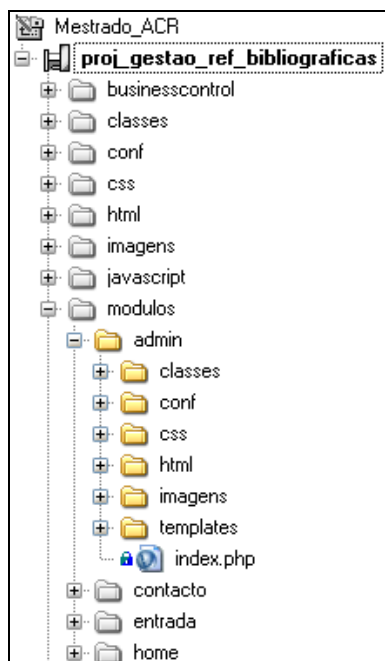 Mestrado_ACR
proj_gestao_ref_bibliograficas
businesscontrol
classes
conf
css
html
imagens
javascript
modulos
admin
classes
conf
css
html
imagens
templates
index.php
contacto
entrada
home